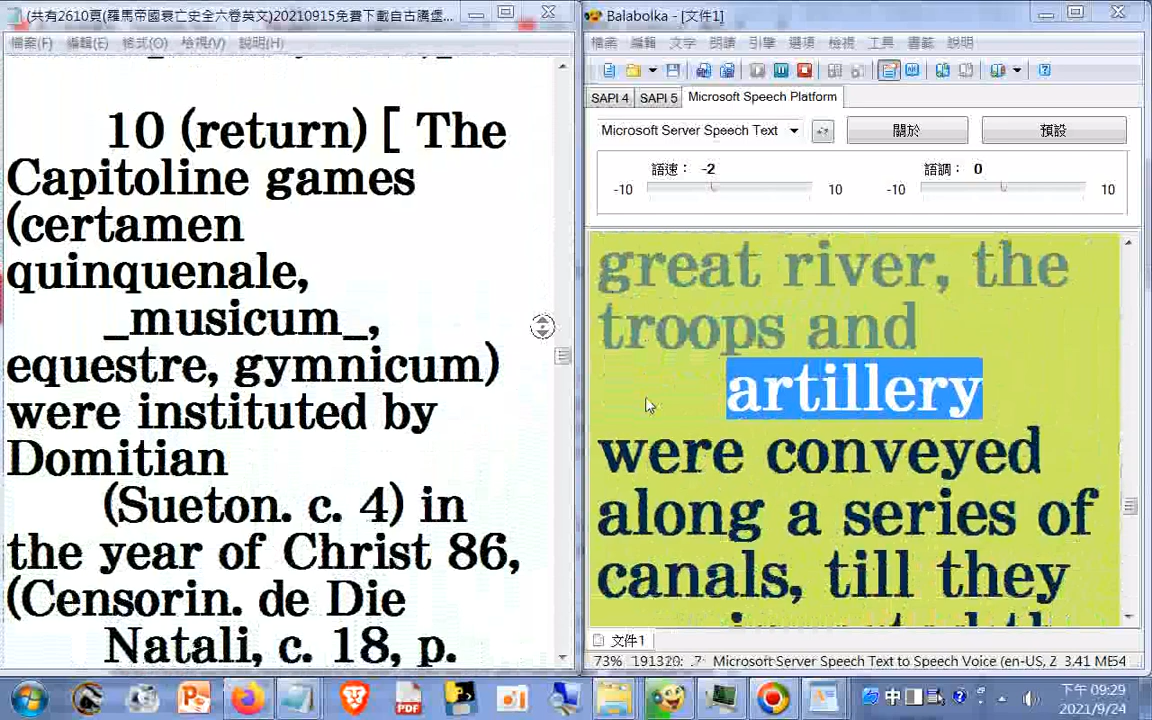 (共有2610頁(羅馬帝國衰亡史全六卷英文)20210915免費下載自古騰堡...
檔案(F) 編輯(E) 格式(O) 檢視(V) 說明(H)
10 (return) [ The
Capitoline games
(certamen
quinquenale,
_musicum_,
equestre, gymnicum)
were instituted by
Domitian
(Sueton. c. 4) in
the year of Christ 86,
(Censorin. de Die
Natali, c. 18, p.
Balabolka - [文件1]
檔案 編輯 文字 朗讀 引擎 選項 檢視 工具 書籤 說明
SAPI 4 SAPI 5 Microsoft Speech Platform
Microsoft Server Speech Text 關於 預設
語速： -2 語調： 0
-10 10 -10 10
great river, the
troops and
artillery
were conveyed
along a series of
canals, till they
文件1
73% Microsoft Server Speech Text to Speech Voice (en-US, Z
中 下午 09:29
2021/9/24